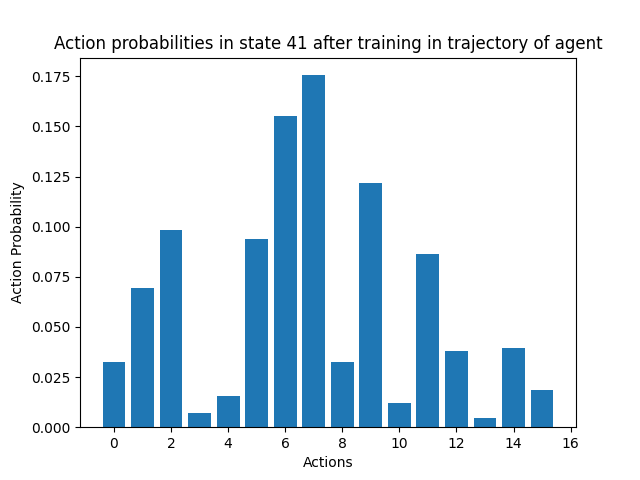 Action probabilities in state 41 after training in trajectory of agent
0.175
0.150
0.125
0.100
0.075
0.050
0.025
0.000
Action Probability
0 2 4 6 8 10 12 14 16
Actions